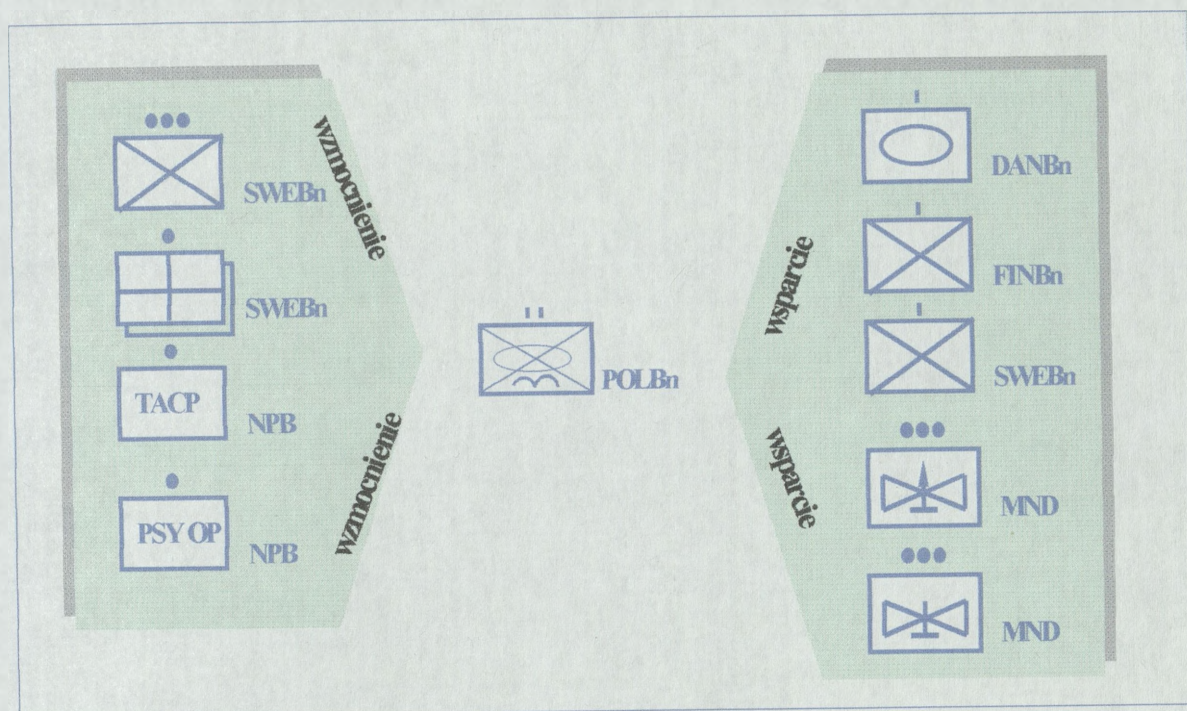 SWEBn
wzmocnienie
SWEBn
TACP
NPB
wzmocnienie
PSY OP
NPB
POLBn
DANBn
wsparcie
FINBn
SWEBn
wsparcie
MND
MND